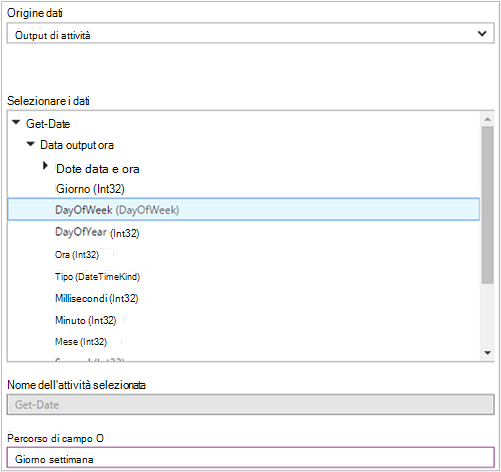 Origine dati
Output di attività
Selezionare i dati
Get-Date
Data output ora
Dote data e ora
Giorno (Int32)
DayOfWeek (DayOfWeek)
DayOfYear (Int32)
Ora (Int32)
Tipo (DateTimeKind)
Millisecondi (Int32)
Minuto (Int32)
Mese (Int32)
Nome dell'attività selezionata
Get-Date
Percorso di campo O
Giorno settimana